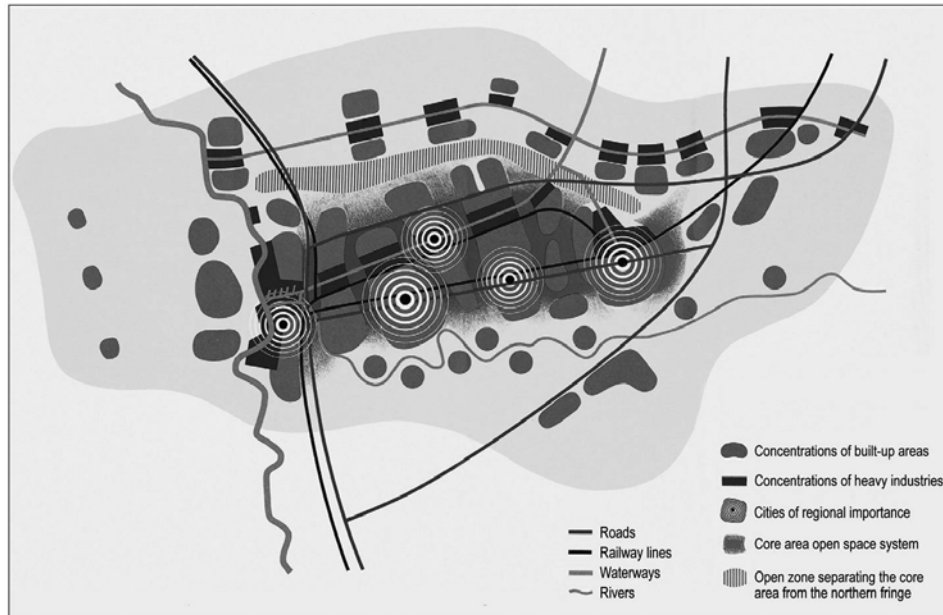 Roads
Railway lines
Waterways
Rivers
Concentrations of built-up areas
Concentrations of heavy industries
Cities of regional importance
Core area open space system
Open zone separating the core
area from the northern fringe